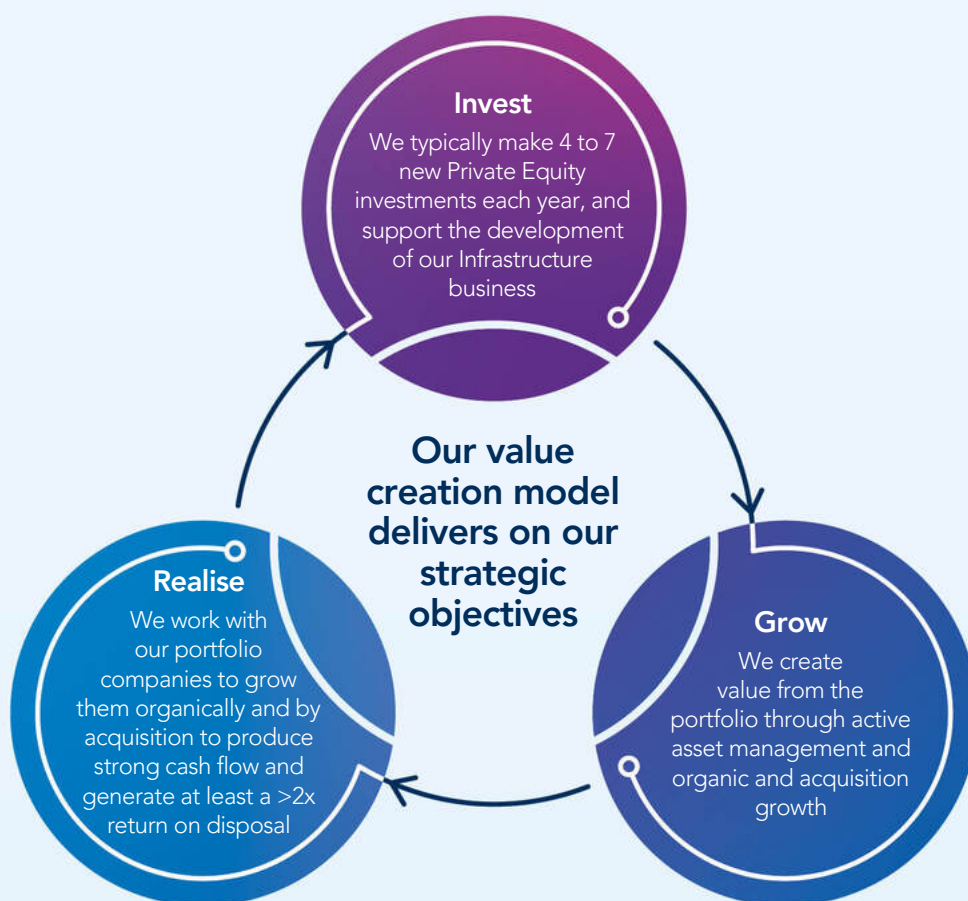 Invest
We typically make 4 to 7
new Private Equity
investments each year, and
support the development
of our Infrastructure
business
Our value
creation model
delivers on our
strategic
objectives
Grow
We create
value from the
portfolio through active
asset management and
organic and acquisition
growth
Realise
We work with
our portfolio
companies to grow
them organically and by
acquisition to produce
strong cash flow and
generate at least a >2x
return on disposal